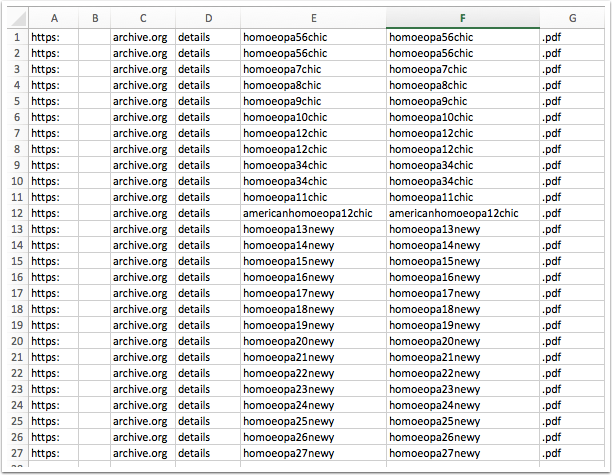 A B C D E F G
1 https: archive.org details homoeopa56chic homoeopa56chic .pdf
2 https: archive.org details homoeopa56chic homoeopa56chic .pdf
3 https: archive.org details homoeopa7chic homoeopa7chic .pdf
4 https: archive.org details homoeopa8chic homoeopa8chic .pdf
5 https: archive.org details homoeopa9chic homoeopa9chic .pdf
6 https: archive.org details homoeopa10chic homoeopa10chic .pdf
7 https: archive.org details homoeopa12chic homoeopa12chic .pdf
8 https: archive.org details homoeopa12chic homoeopa12chic .pdf
9 https: archive.org details homoeopa34chic homoeopa34chic .pdf
10 https: archive.org details homoeopa34chic homoeopa34chic .pdf
11 https: archive.org details homoeopa11chic homoeopa11chic .pdf
12 https: archive.org details americanhomoeopa12chic americanhomoeopa12chic .pdf
13 https: archive.org details homoeopa13newy homoeopa13newy .pdf
14 https: archive.org details homoeopa14newy homoeopa14newy .pdf
15 https: archive.org details homoeopa15newy homoeopa15newy .pdf
16 https: archive.org details homoeopa16newy homoeopa16newy .pdf
17 https: archive.org details homoeopa17newy homoeopa17newy .pdf
18 https: archive.org details homoeopa18newy homoeopa18newy .pdf
19 https: archive.org details homoeopa19newy homoeopa19newy .pdf
20 https: archive.org details homoeopa20newy homoeopa20newy .pdf
21 https: archive.org details homoeopa21newy homoeopa21newy .pdf
22 https: archive.org details homoeopa22newy homoeopa22newy .pdf
23 https: archive.org details homoeopa23newy homoeopa23newy .pdf
24 https: archive.org details homoeopa24newy homoeopa24newy .pdf
25 https: archive.org details homoeopa25newy homoeopa25newy .pdf
26 https: archive.org details homoeopa26newy homoeopa26newy .pdf
27 https: archive.org details homoeopa27newy homoeopa27newy .pdf